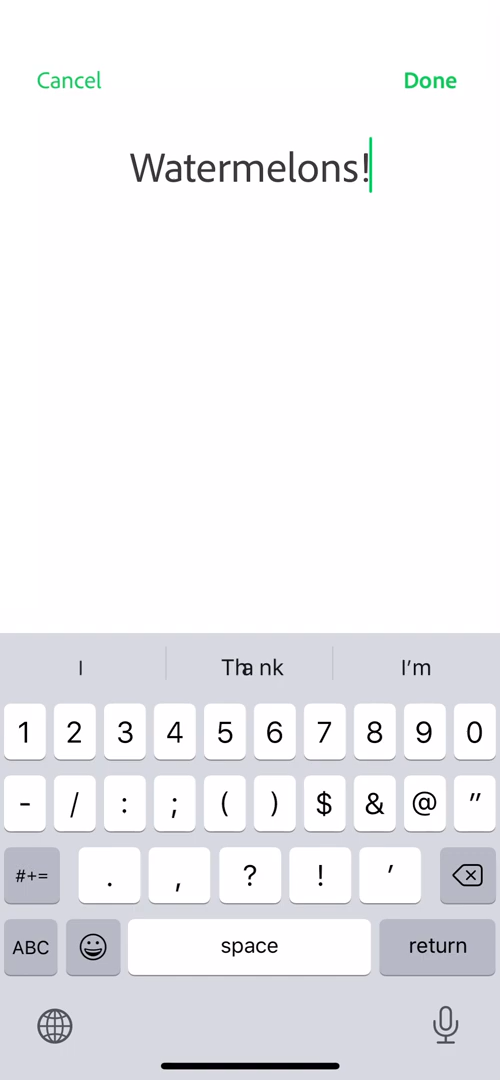 Cancel Done
Watermelons!
I Thank I'm
1 2 3 4 5 6 7 8 9 0
- / : ; ( ) $ & @ "
#+= . , ? ! '
ABC space return